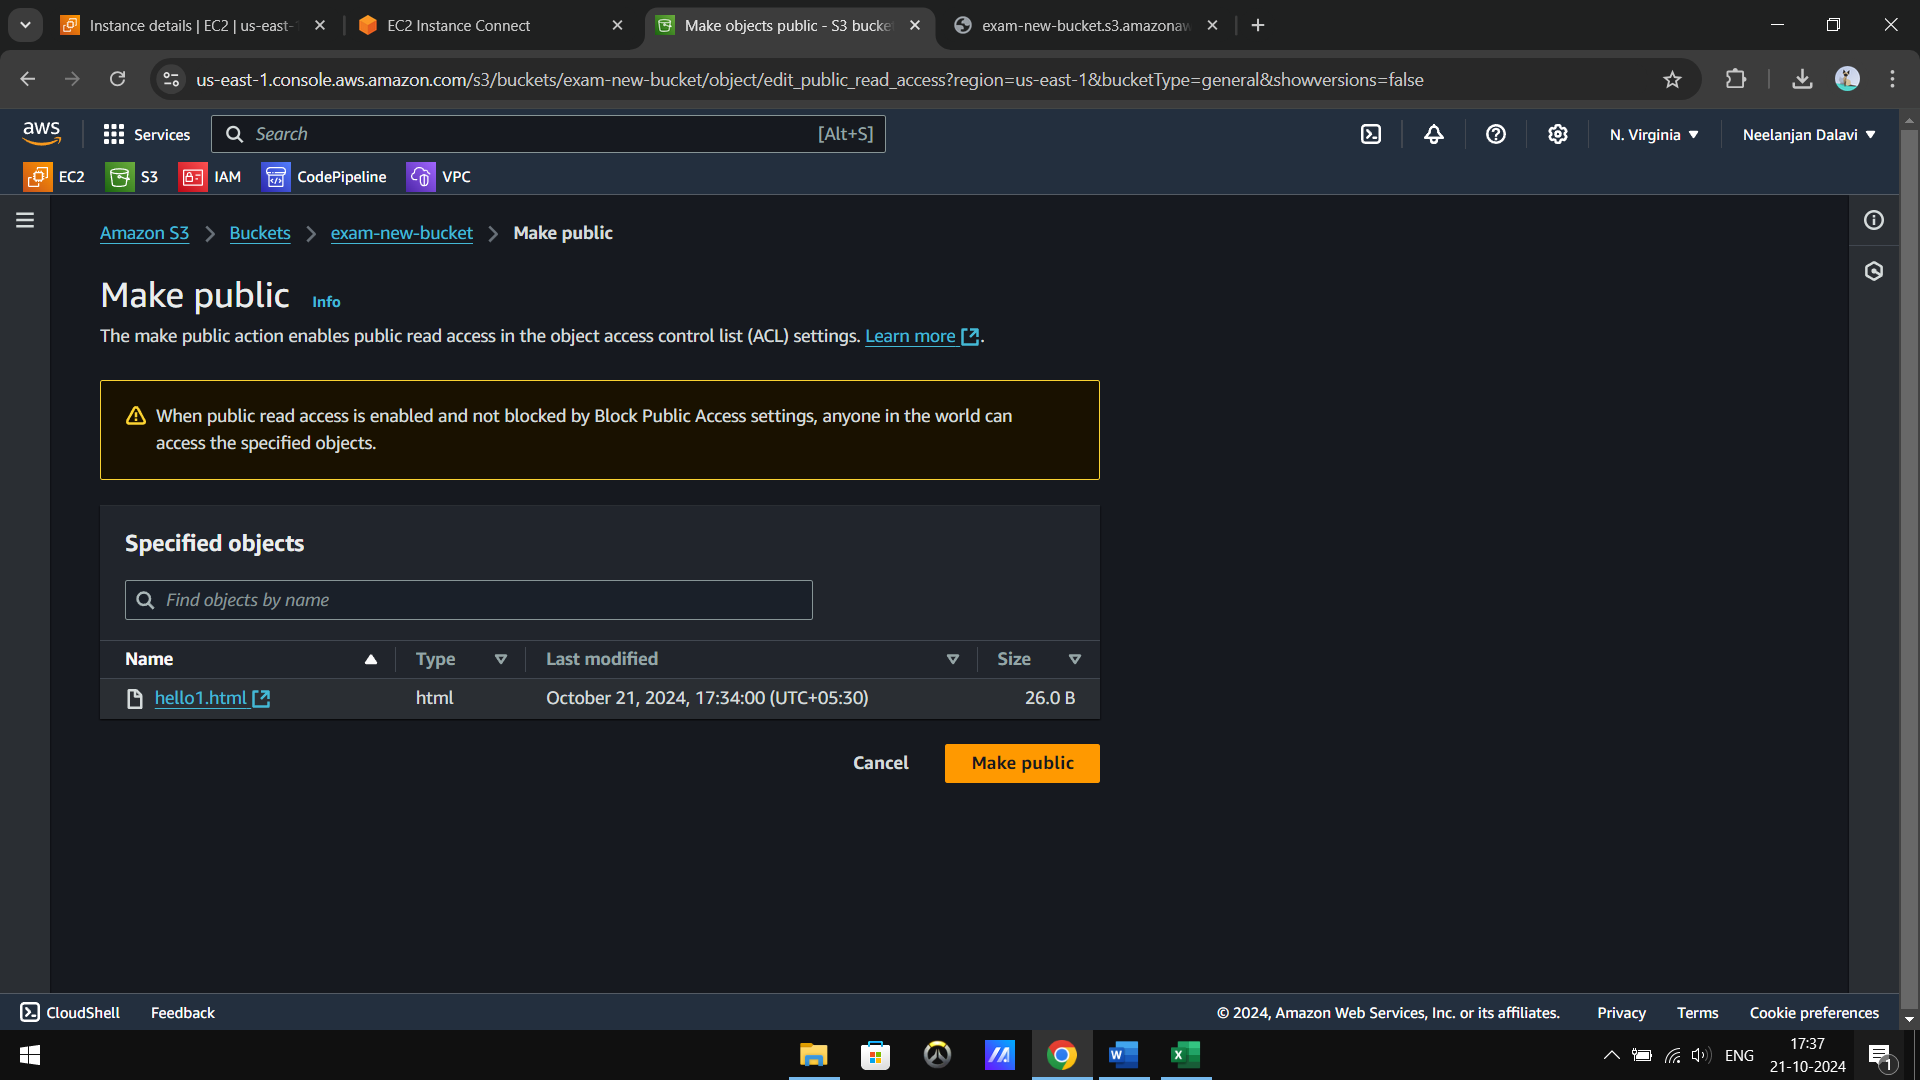 Instance details | EC2 | us-east-1
EC2 Instance Connect
Make objects public - S3 bucket
exam-new-bucket.s3.amazonaw
us-east-1.console.aws.amazon.com/s3/buckets/exam-new-bucket/object/edit_public_read_access?region=us-east-1&bucketType=general&showversions=false
aws
Services
Search
[Alt+S]
N. Virginia
Neelanjan Dalavi
EC2
S3
IAM
CodePipeline
VPC
Amazon S3
Buckets
exam-new-bucket
Make public
Make public
Info
The make public action enables public read access in the object access control list (ACL) settings. Learn more.
When public read access is enabled and not blocked by Block Public Access settings, anyone in the world can
access the specified objects.
Specified objects
Find objects by name
Name
Type
Last modified
Size
hello1.html
html
October 21, 2024, 17:34:00 (UTC+05:30)
26.0 B
Cancel
Make public
CloudShell
Feedback
© 2024, Amazon Web Services, Inc. or its affiliates.
Privacy
Terms
Cookie preferences
ENG
17:37
21-10-2024
1